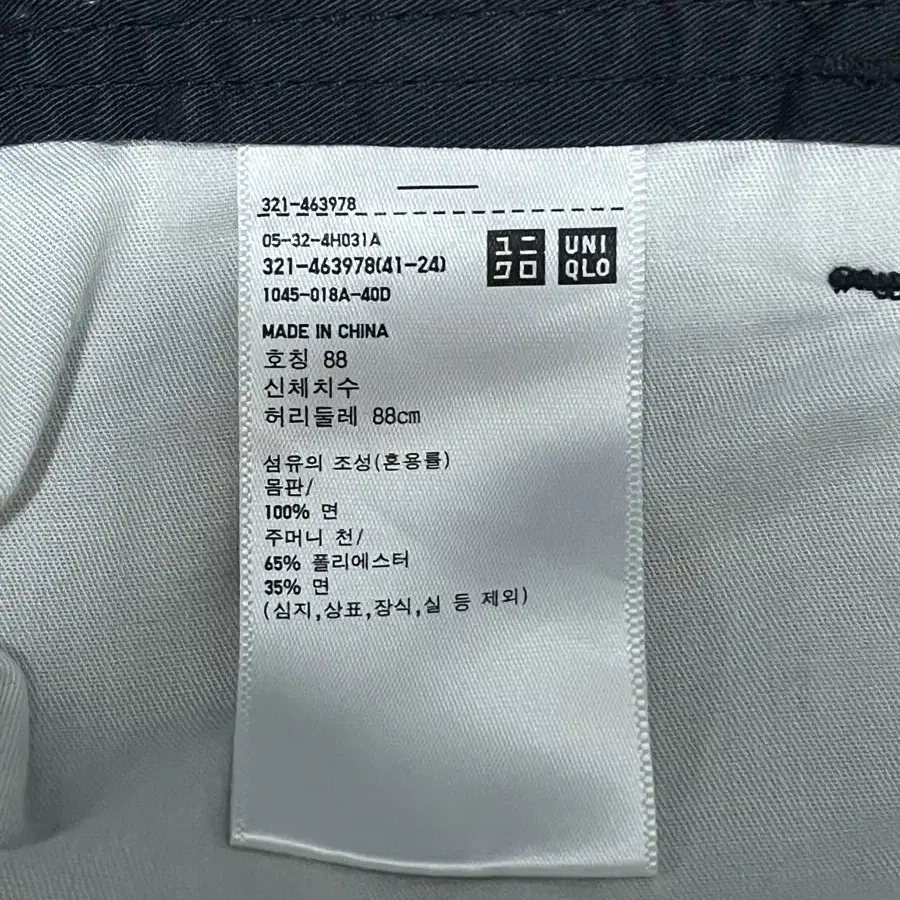 321-463978
05-32-4H031A
321-463978(41-24)
1045-018A-40D
ユニ
クロ
UNI
QLO
MADE IN CHINA
호칭 88
신체치수
허리둘레 88cm
섬유의 조성(혼용률)
몸판/
100% 면
주머니 천/
65% 폴리에스터
35% 면
(심지,상표,장식,실 등 제외)